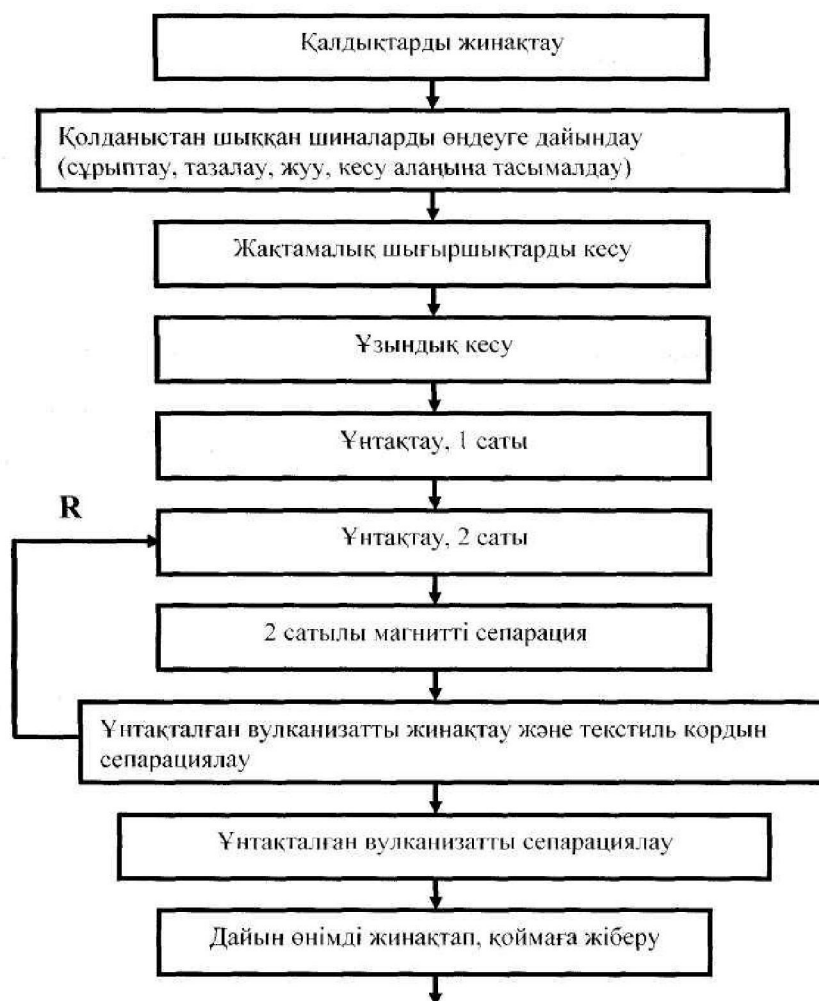 Қалдықтарды жинақтау
Қолданыстан шыққан шиналарды өңдеуге дайындау
(сұрыптау, тазалау, жуу, кесу алаңына тасымалдау)
Жақтамалық шығыршықтарды кесу
Ұзындық кесу
Ұнтақтау, 1 саты
R
Ұнтақтау, 2 саты
2 сатылы магнитті сепарация
Ұнтақталған вулканизатты жинақтау және текстиль кордын
сепарациялау
Ұнтақталған вулканизатты сепарациялау
Дайын өнімді жинақтап, қоймаға жіберу